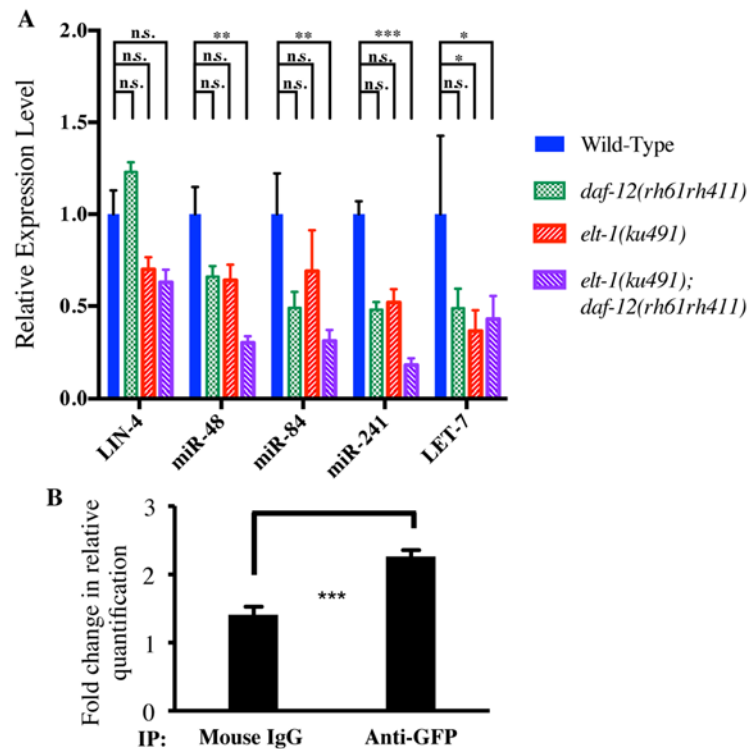 A
2.0
1.5
1.0
0.5
0.0
Relative Expression Level
n.s.
n.s.
n.s.
**
n.s.
n.s.
**
n.s.
n.s.
***
n.s.
n.s.
*
*
n.s.
LIN-4
miR-48
miR-84
miR-241
LET-7
Wild-Type
daf-12(rh61rh411)
elt-1(ku491)
elt-1(ku491);
daf-12(rh61rh411)
B
Fold change in relative
quantification
3
2
1
0
***
IP:
Mouse IgG
Anti-GFP